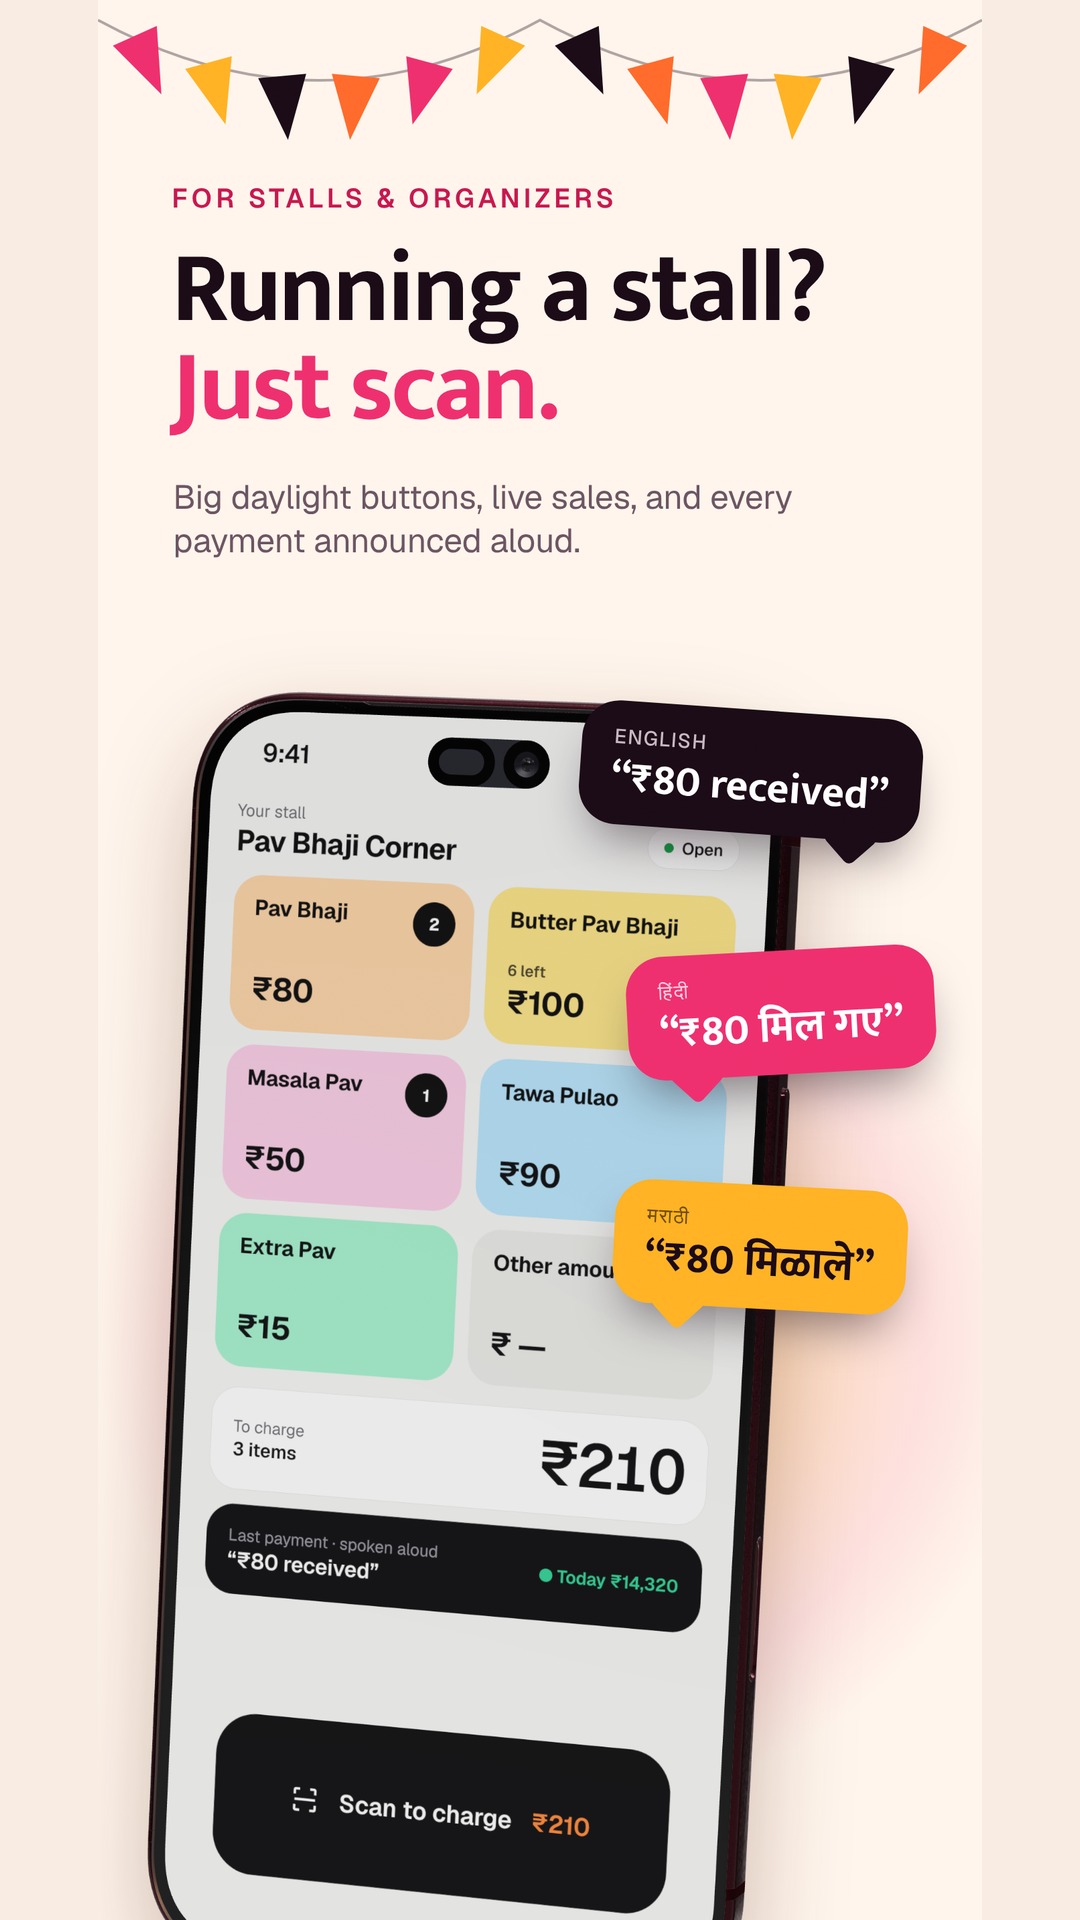 FOR STALLS & ORGANIZERS
Running a stall?
Just scan.
Big daylight buttons, live sales, and every
payment announced aloud.
9:41
ENGLISH
“₹80 received”
Your stall
Pav Bhaji Corner
Open
Pav Bhaji
2
₹80
Butter Pav Bhaji
6 left
₹100
हिंदी
“₹80 मिल गए”
Masala Pav
1
₹50
Tawa Pulao
₹90
मराठी
“₹80 मिळाले”
Extra Pav
₹15
Other amou
₹ —
To charge
3 items
₹210
Last payment · spoken aloud
“₹80 received”
Today ₹14,320
Scan to charge ₹210